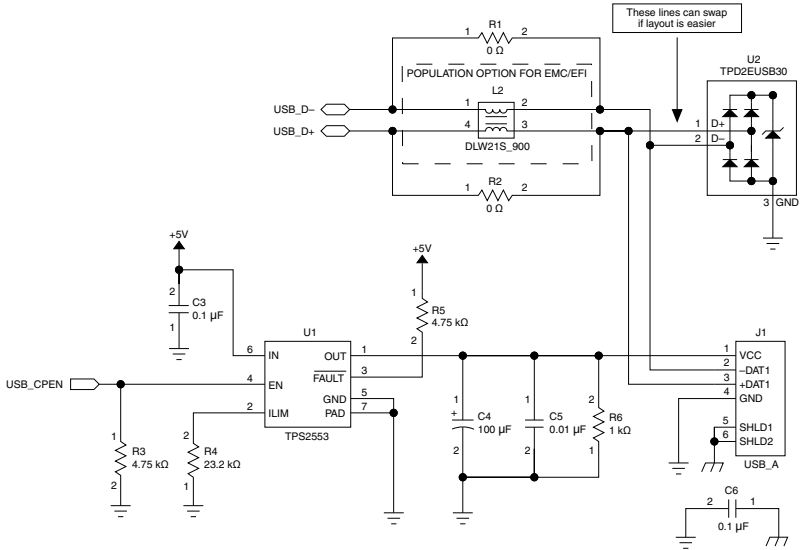 These lines can swap
if layout is easier
R1
1 2
0 Ω
U2
TPD2EUSB30
POPULATION OPTION FOR EMC/EFI
L2
USB_D–
1 2
USB_D+
4 3
DLW21S_900
1 D+
2 D–
R2
1 2
0 Ω
3 GND
+5V
+5V
2
C3
0.1 µF
1
1
R5
4.75 kΩ
2
U1
J1
6 IN
OUT 1
1 VCC
2 –DAT1
FAULT 3
3 +DAT1
USB_CPEN
4 EN
GND 5
4 GND
2 ILIM
PAD 7
TPS2553
5 SHLD1
6 SHLD2
USB_A
1
R3
4.75 kΩ
2
2
R4
23.2 kΩ
1
1
+
C4
100 µF
2
1
C5
0.01 µF
2
2
R6
1 kΩ
1
C6
2 1
0.1 µF